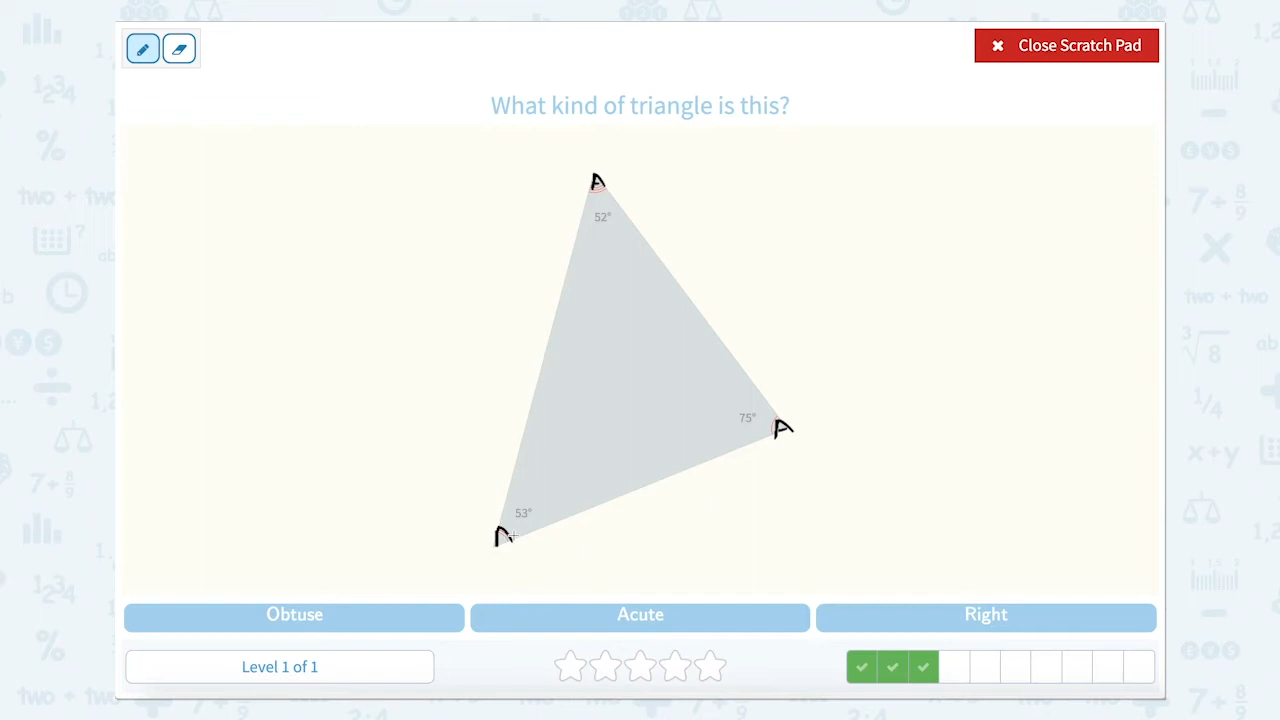 ✖ Close Scratch Pad
What kind of triangle is this?
A
52°
75°
A
53°
Obtuse
Acute
Right
Level 1 of 1